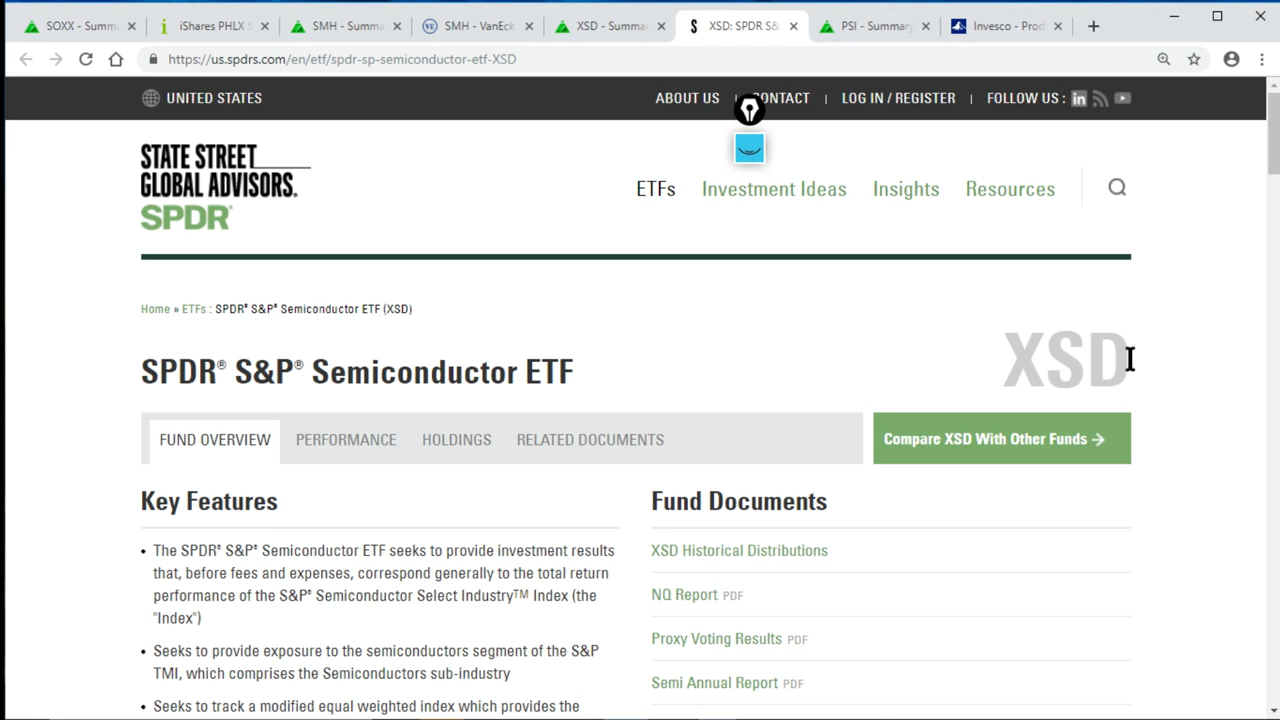 SOXX - Summ
iShares PHLX S
SMH - Summa
SMH - VanEck
XSD - Summa
XSD: SPDR S&
PSI - Summary
Invesco - Prod
https://us.spdrs.com/en/etf/spdr-sp-semiconductor-etf-XSD
UNITED STATES
ABOUT US | CONTACT | LOG IN / REGISTER | FOLLOW US :
STATE STREET
GLOBAL ADVISORS.
SPDR®
ETFs Investment Ideas Insights Resources
Home » ETFs : SPDR® S&P® Semiconductor ETF (XSD)
XSD
SPDR® S&P® Semiconductor ETF
FUND OVERVIEW PERFORMANCE HOLDINGS RELATED DOCUMENTS
Compare XSD With Other Funds →
Key Features
• The SPDR® S&P® Semiconductor ETF seeks to provide investment results
that, before fees and expenses, correspond generally to the total return
performance of the S&P® Semiconductor Select Industry™ Index (the
"Index")
• Seeks to provide exposure to the semiconductors segment of the S&P
TMI, which comprises the Semiconductors sub-industry
• Seeks to track a modified equal weighted index which provides the
Fund Documents
XSD Historical Distributions
NQ Report PDF
Proxy Voting Results PDF
Semi Annual Report PDF